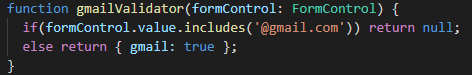 function gmailValidator(formControl: FormControl) {
  if(formControl.value.includes('@gmail.com')) return null;
  else return { gmail: true };
}